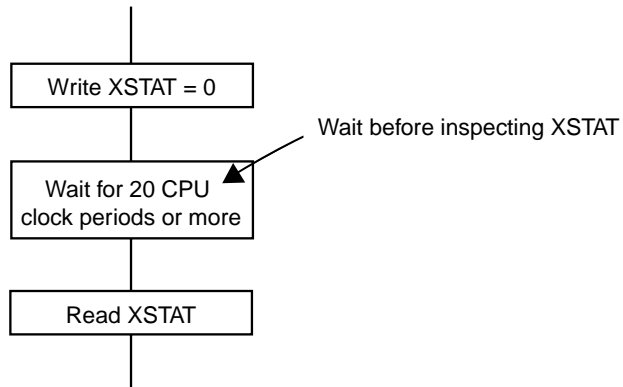 Write XSTAT = 0
Wait before inspecting XSTAT
Wait for 20 CPU
clock periods or more
Read XSTAT